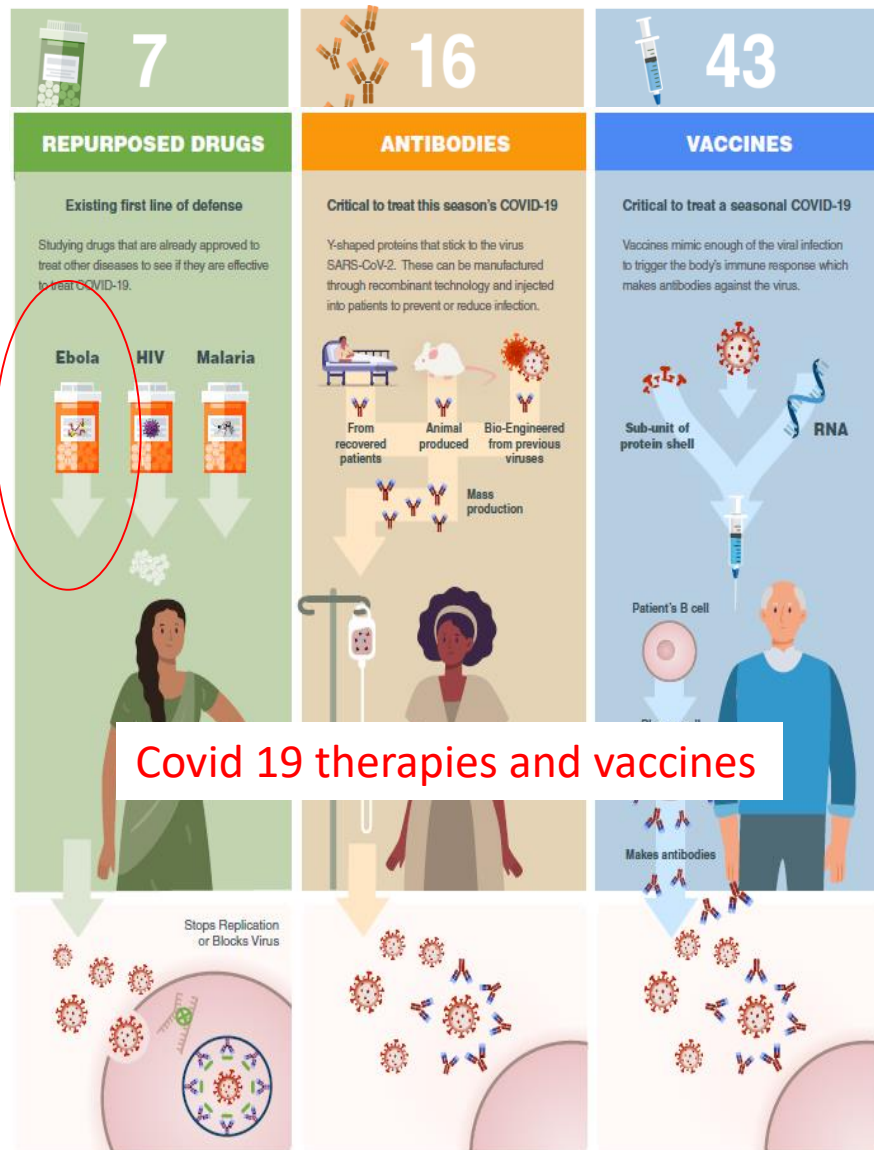 7
16
43
REPURPOSED DRUGS
ANTIBODIES
VACCINES
Existing first line of defense
Studying drugs that are already approved to
treat other diseases to see if they are effective
to treat COVID-19.
Ebola
HIV
Malaria
Critical to treat this season's COVID-19
Y-shaped proteins that stick to the virus
SARS-CoV-2. These can be manufactured
through recombinant technology and injected
into patients to prevent or reduce infection.
From
recovered
patients
Animal
produced
Bio-Engineered
from previous
viruses
Mass
production
Critical to treat a seasonal COVID-19
Vaccines mimic enough of the viral infection
to trigger the body's immune response which
makes antibodies against the virus.
Sub-unit of
protein shell
RNA
Patient's B cell
Covid 19 therapies and vaccines
Makes antibodies
Stops Replication
or Blocks Virus